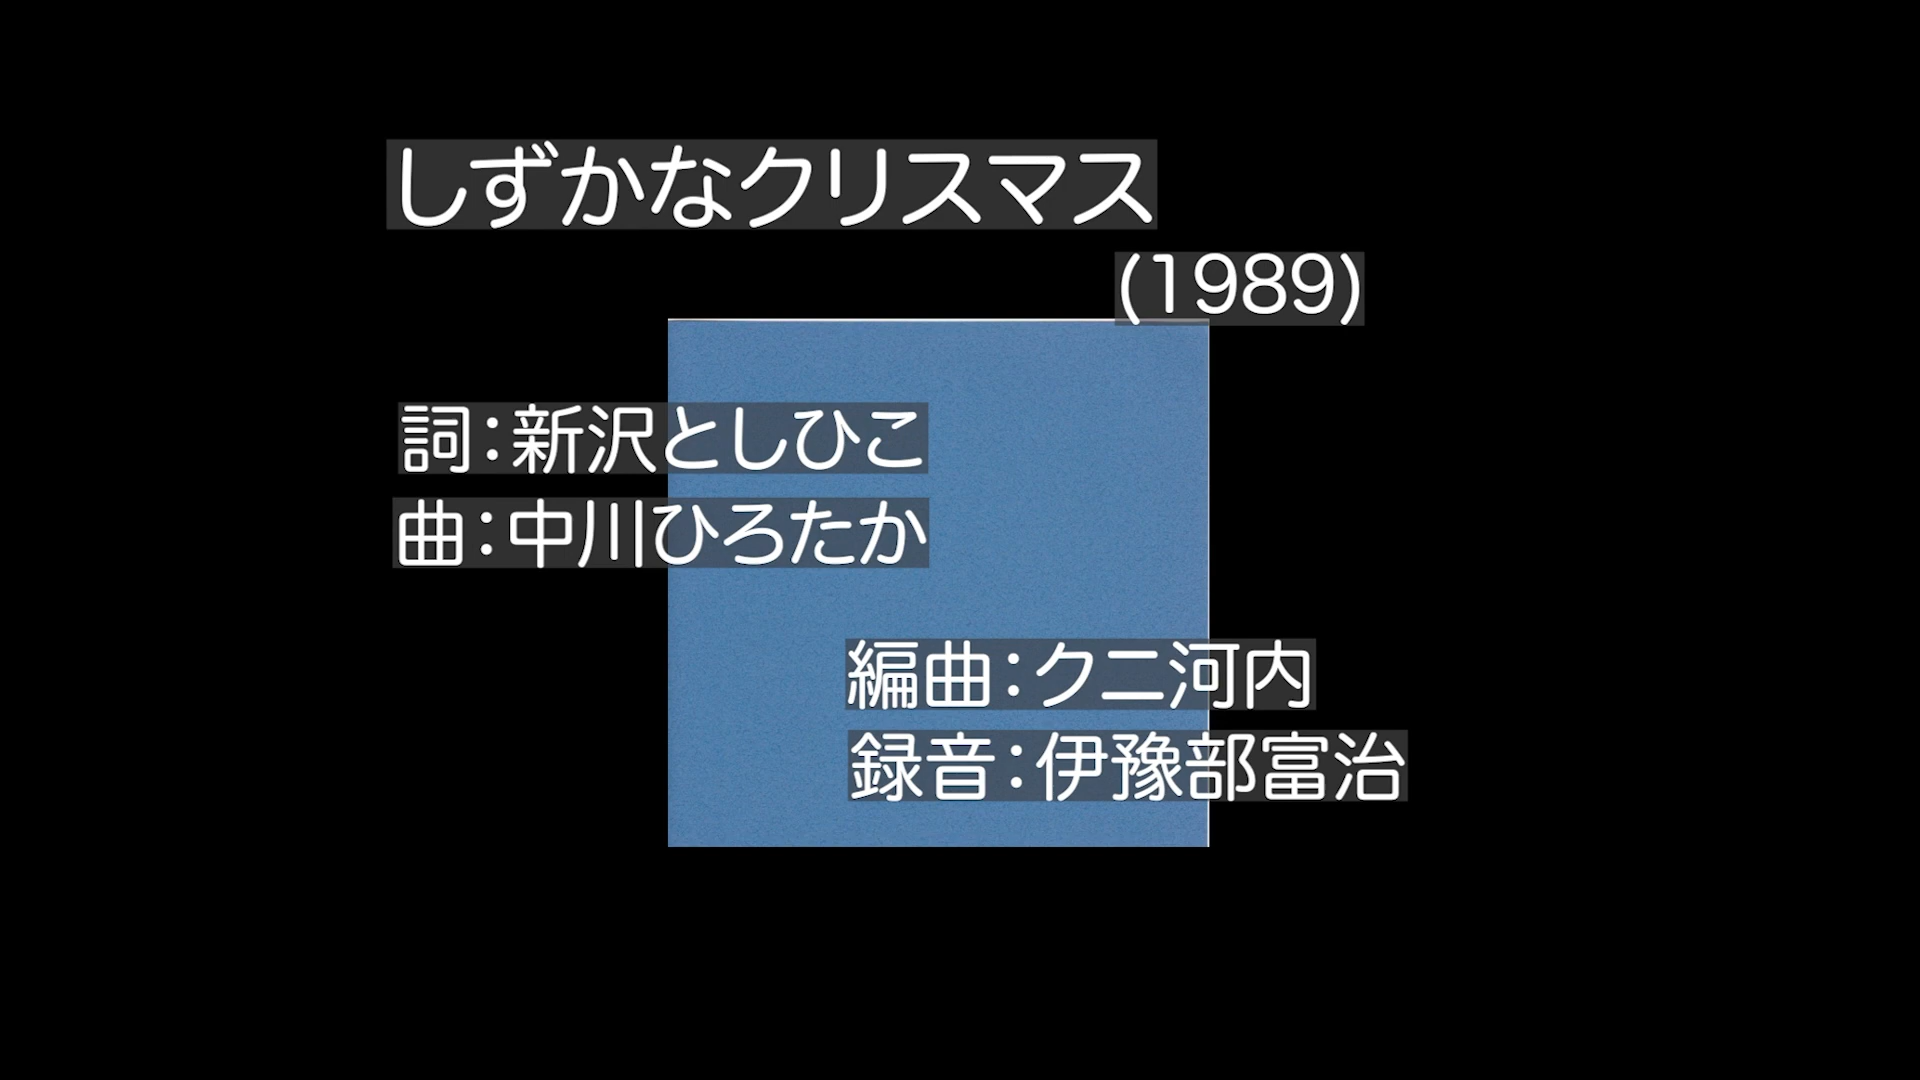 しずかなクリスマス
(1989)
詞：新沢としひこ
曲：中川ひろたか
編曲：クニ河内
録音：伊豫部富治